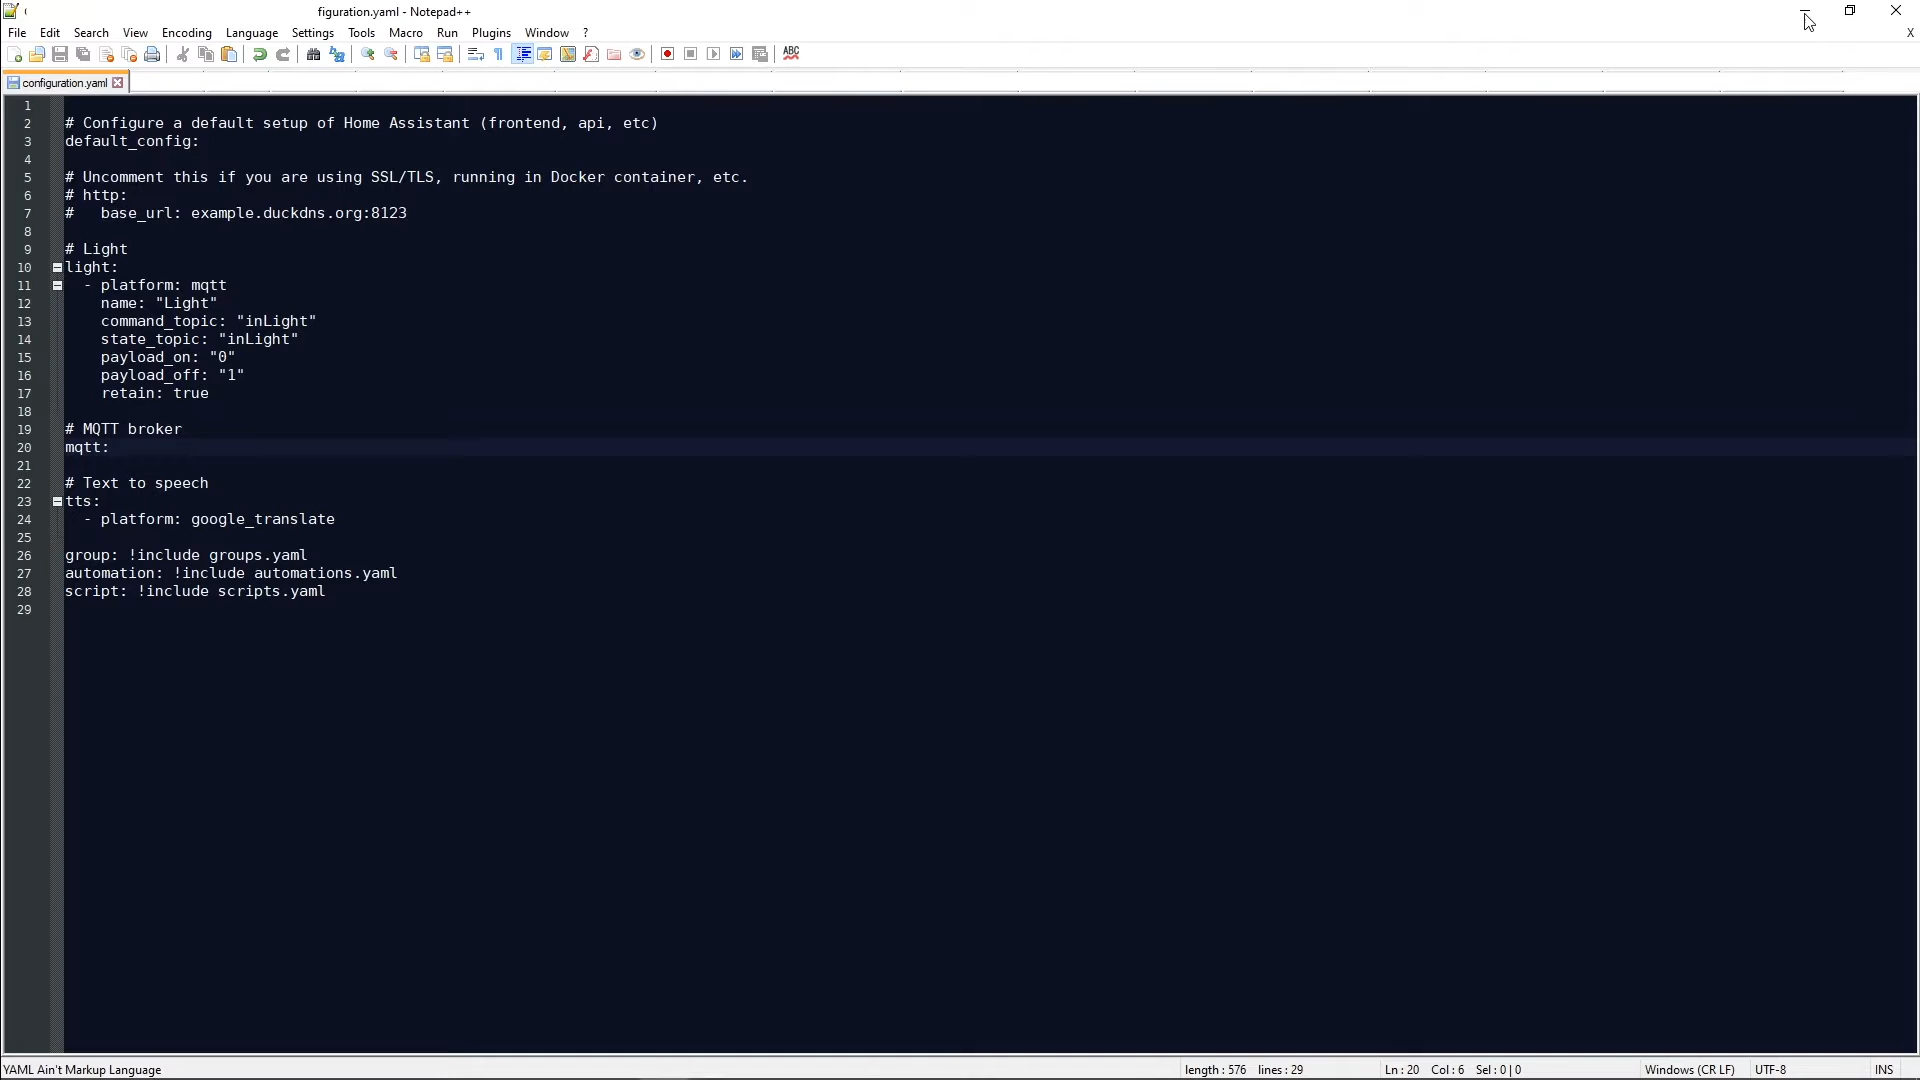 figuration.yaml - Notepad++
File Edit Search View Encoding Language Settings Tools Macro Run Plugins Window ? X
ABC
configuration.yaml
1
2 # Configure a default setup of Home Assistant (frontend, api, etc)
3 default_config:
4
5 # Uncomment this if you are using SSL/TLS, running in Docker container, etc.
6 # http:
7 #   base_url: example.duckdns.org:8123
8
9 # Light
10 light:
11   - platform: mqtt
12     name: "Light"
13     command_topic: "inLight"
14     state_topic: "inLight"
15     payload_on: "0"
16     payload_off: "1"
17     retain: true
18
19 # MQTT broker
20 mqtt:
21
22 # Text to speech
23 tts:
24   - platform: google_translate
25
26 group: !include groups.yaml
27 automation: !include automations.yaml
28 script: !include scripts.yaml
29
YAML Ain't Markup Language length : 576 lines : 29 Ln : 20 Col : 6 Sel : 0 | 0 Windows (CR LF) UTF-8 INS